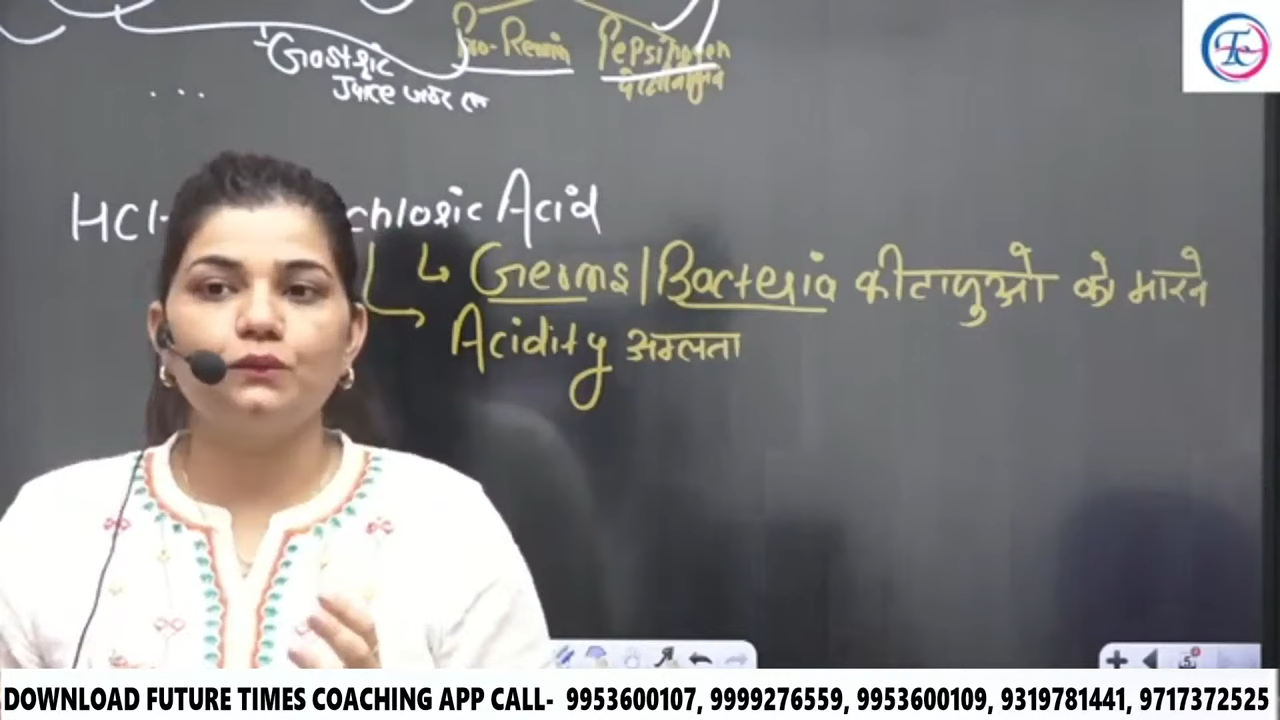 Pro-Renin Pepsinogen
Gastric
Juice जठर रस
HCl- chloric Acid
Germs/Bacteria कीटाणुओ को मारने
Acidity अम्लता
DOWNLOAD FUTURE TIMES COACHING APP CALL- 9953600107, 9999276559, 9953600109, 9319781441, 9717372525